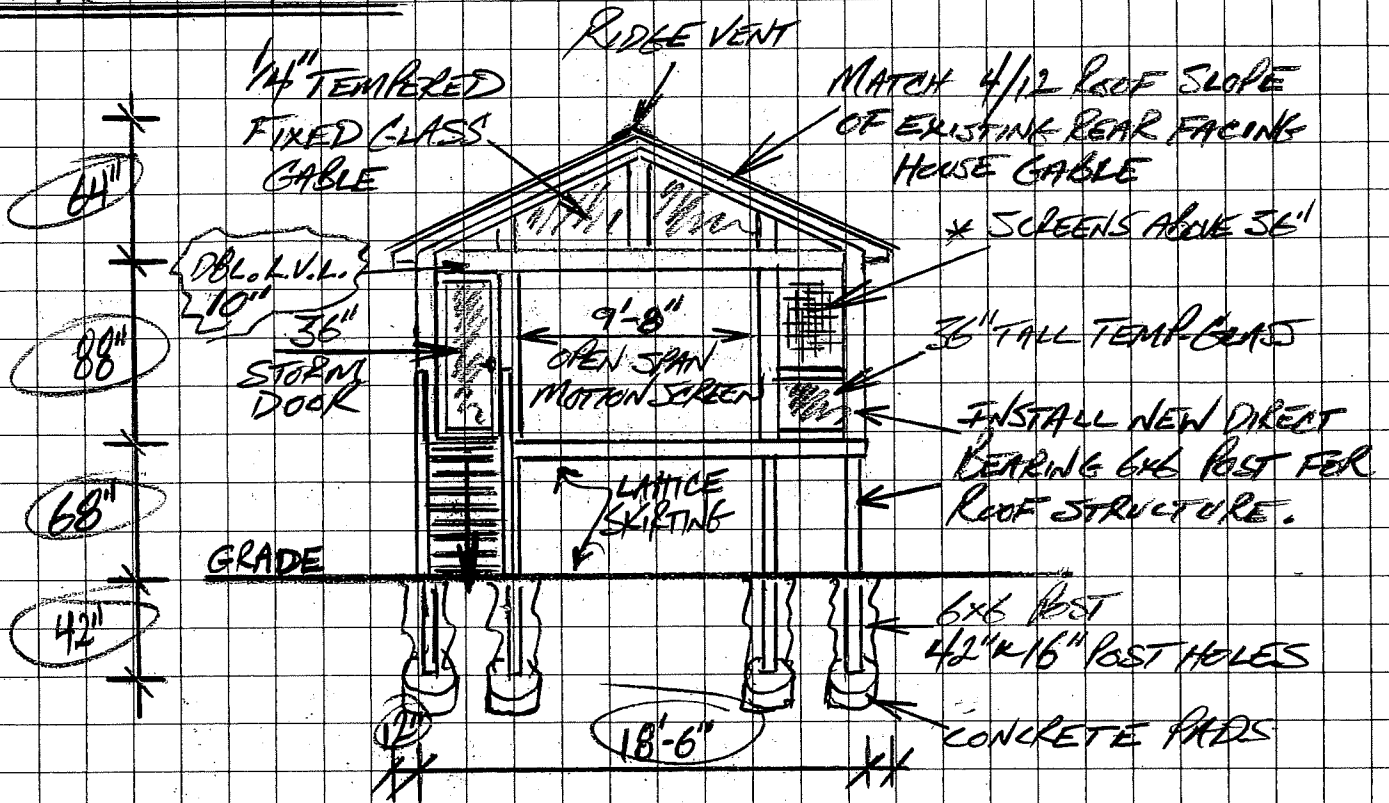 RIDGE VENT
1/4" TEMPERED
FIXED GLASS
GABLE
MATCH 4/12 ROOF SLOPE
OF EXISTING REAR FACING
HOUSE GABLE
64"
* SCREENS ABOVE 36"
DBL. L.V.L.
10"
88"
36"
STORM
DOOR
9'-8"
OPEN SPAN
MOTION SCREEN
36" TALL TEMP. GLASS
INSTALL NEW DIRECT
BEARING 6x6 POST FOR
ROOF STRUCTURE.
68"
LATTICE
SKIRTING
GRADE
42"
6x6 POST
42" x 16" POST HOLES
12"
18'-6"
CONCRETE PADS